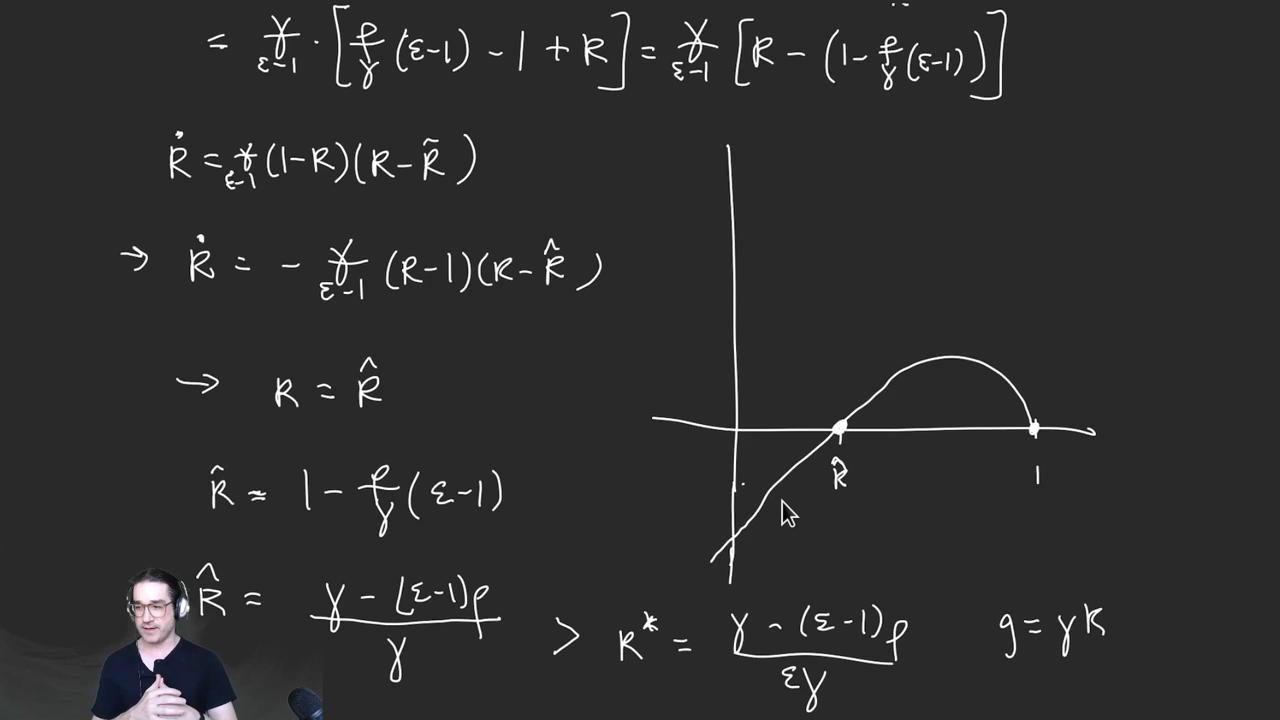 = γ/(ε-1) · [ρ/γ (ε-1) - 1 + R] = γ/(ε-1) [R - (1 - ρ/γ (ε-1))]
Ṙ = γ/(ε-1) (1-R)(R - R̃)
→ Ṙ = - γ/(ε-1) (R-1)(R - R̂)
→ R = R̂
R̂ = 1 - ρ/γ (ε-1)
R̂ 1
R̂ = (γ - (ε-1)ρ)/γ > R* = (γ - (ε-1)ρ)/(εγ) g = γR